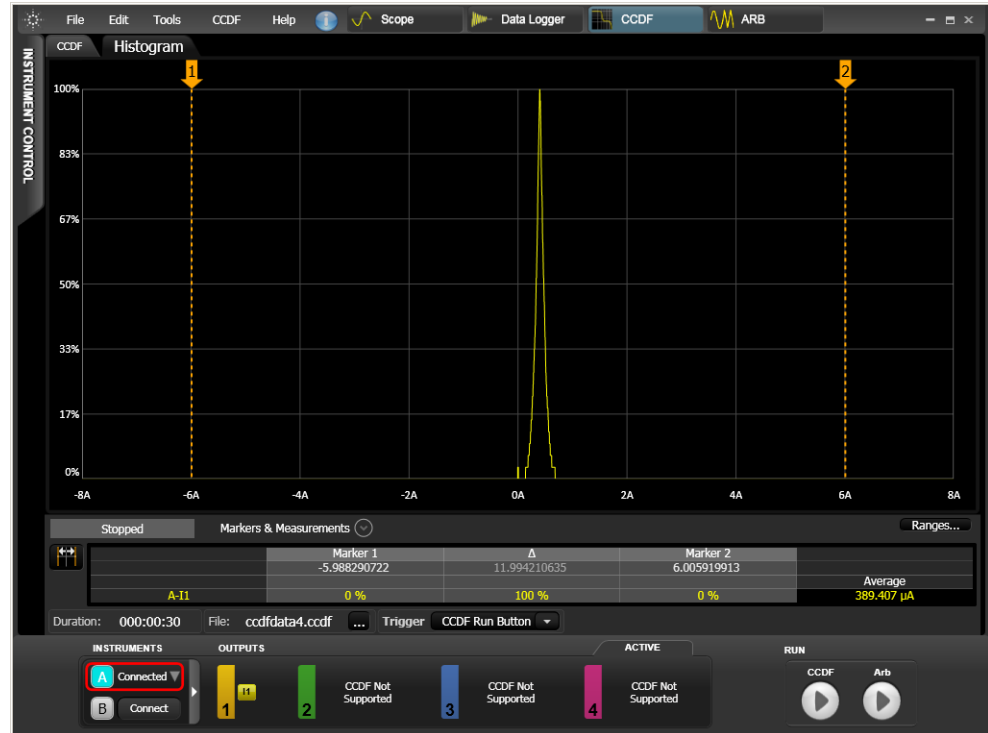 File Edit Tools CCDF Help Scope Data Logger CCDF ARB
INSTRUMENT CONTROL
CCDF Histogram
1 2
100%
83%
67%
50%
33%
17%
0%
-8A -6A -4A -2A 0A 2A 4A 6A 8A
Stopped Markers & Measurements Ranges...
Marker 1 Δ Marker 2
-5.988290722 11.994210635 6.005919913
Average
A-I1 0 % 100 % 0 % 389.407 µA
Duration: 000:00:30 File: ccdfdata4.ccdf ... Trigger CCDF Run Button
INSTRUMENTS OUTPUTS ACTIVE RUN
A Connected
B Connect
1 I1
2 CCDF Not Supported
3 CCDF Not Supported
4 CCDF Not Supported
CCDF Arb